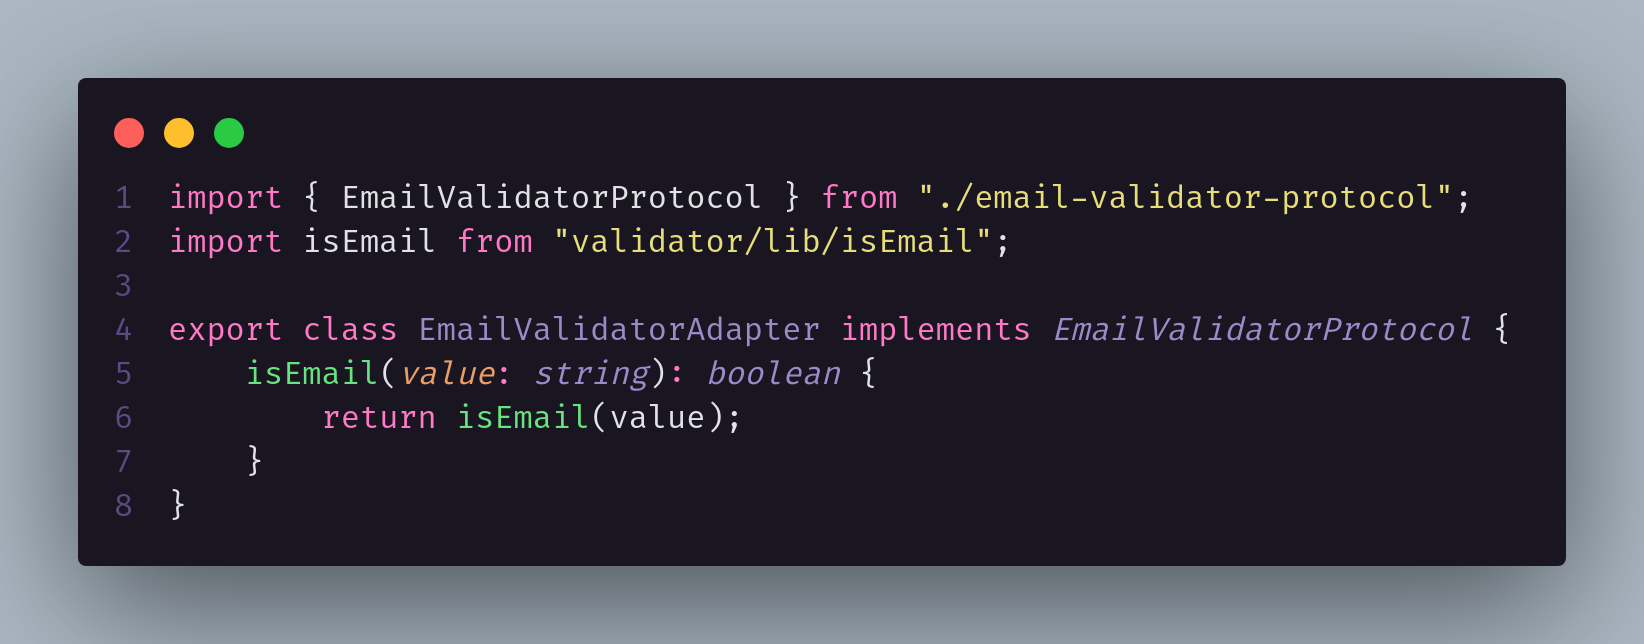 1 import { EmailValidatorProtocol } from "./email-validator-protocol";
2 import isEmail from "validator/lib/isEmail";
3
4 export class EmailValidatorAdapter implements EmailValidatorProtocol {
5     isEmail(value: string): boolean {
6         return isEmail(value);
7     }
8 }